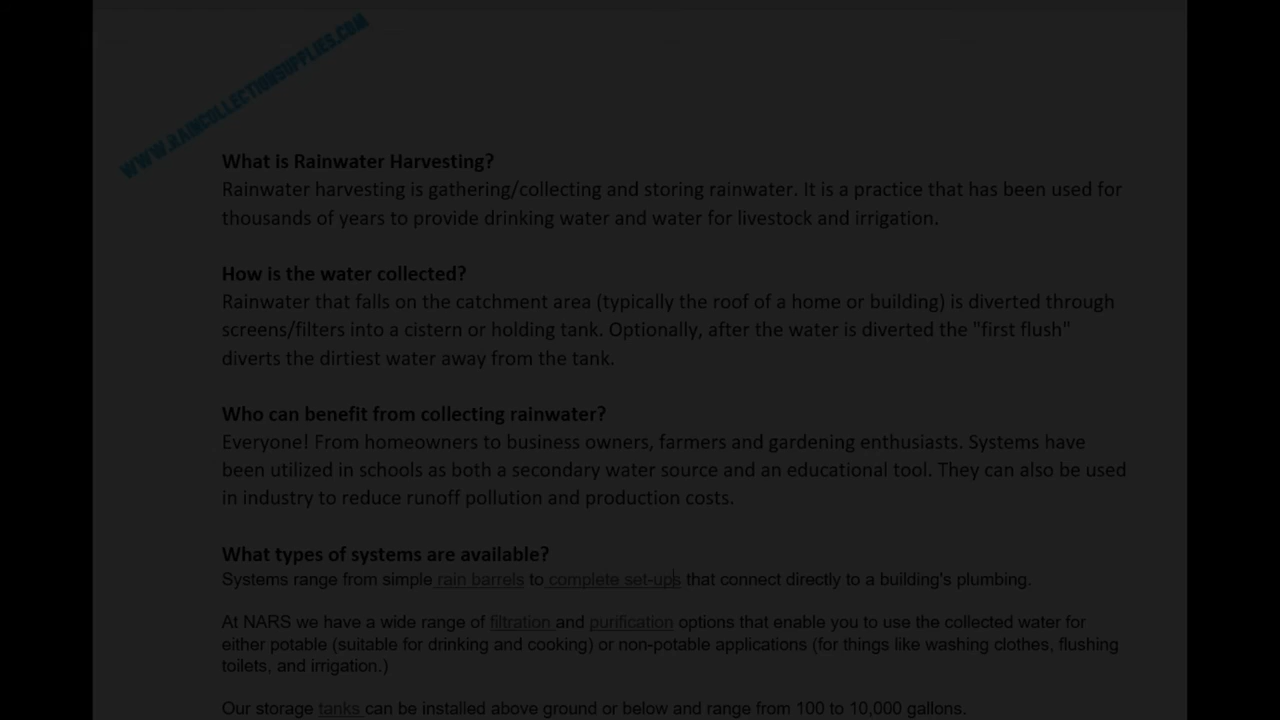 WWW.RAINCOLLECTIONSUPPLIES.COM
What is Rainwater Harvesting?
Rainwater harvesting is gathering/collecting and storing rainwater. It is a practice that has been used for
thousands of years to provide drinking water and water for livestock and irrigation.
How is the water collected?
Rainwater that falls on the catchment area (typically the roof of a home or building) is diverted through
screens/filters into a cistern or holding tank. Optionally, after the water is diverted the "first flush"
diverts the dirtiest water away from the tank.
Who can benefit from collecting rainwater?
Everyone! From homeowners to business owners, farmers and gardening enthusiasts. Systems have
been utilized in schools as both a secondary water source and an educational tool. They can also be used
in industry to reduce runoff pollution and production costs.
What types of systems are available?
Systems range from simple rain barrels to complete set-ups that connect directly to a building's plumbing.
At NARS we have a wide range of filtration and purification options that enable you to use the collected water for
either potable (suitable for drinking and cooking) or non-potable applications (for things like washing clothes, flushing
toilets, and irrigation.)
Our storage tanks can be installed above ground or below and range from 100 to 10,000 gallons.